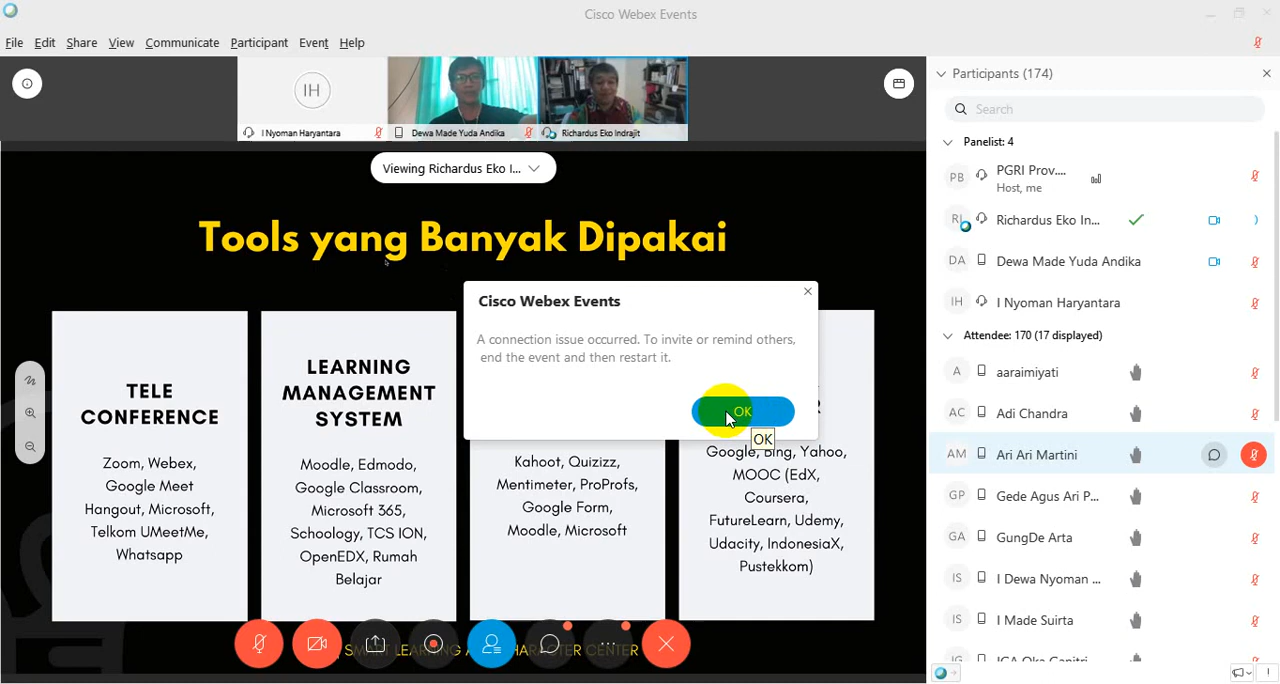 Cisco Webex Events
File Edit Share View Communicate Participant Event Help
IH
I Nyoman Haryantara
Dewa Made Yuda Andika
Richardus Eko Indrajit
Viewing Richardus Eko I...
Tools yang Banyak Dipakai
TELE
CONFERENCE
Zoom, Webex,
Google Meet
Hangout, Microsoft,
Telkom UMeetMe,
Whatsapp
LEARNING
MANAGEMENT
SYSTEM
Moodle, Edmodo,
Google Classroom,
Microsoft 365,
Schoology, TCS ION,
OpenEDX, Rumah
Belajar
Kahoot, Quizizz,
Mentimeter, ProProfs,
Google Form,
Moodle, Microsoft
Google, Bing, Yahoo,
MOOC (EdX,
Coursera,
FutureLearn, Udemy,
Udacity, IndonesiaX,
Pustekkom)
SMART LEARNING CHARACTER CENTER
Cisco Webex Events
A connection issue occurred. To invite or remind others,
end the event and then restart it.
OK
OK
Participants (174)
Search
Panelist: 4
PB PGRI Prov....
Host, me
RI Richardus Eko In...
DA Dewa Made Yuda Andika
IH I Nyoman Haryantara
Attendee: 170 (17 displayed)
A aaraimiyati
AC Adi Chandra
AM Ari Ari Martini
GP Gede Agus Ari P...
GA GungDe Arta
IS I Dewa Nyoman ...
IS I Made Suirta